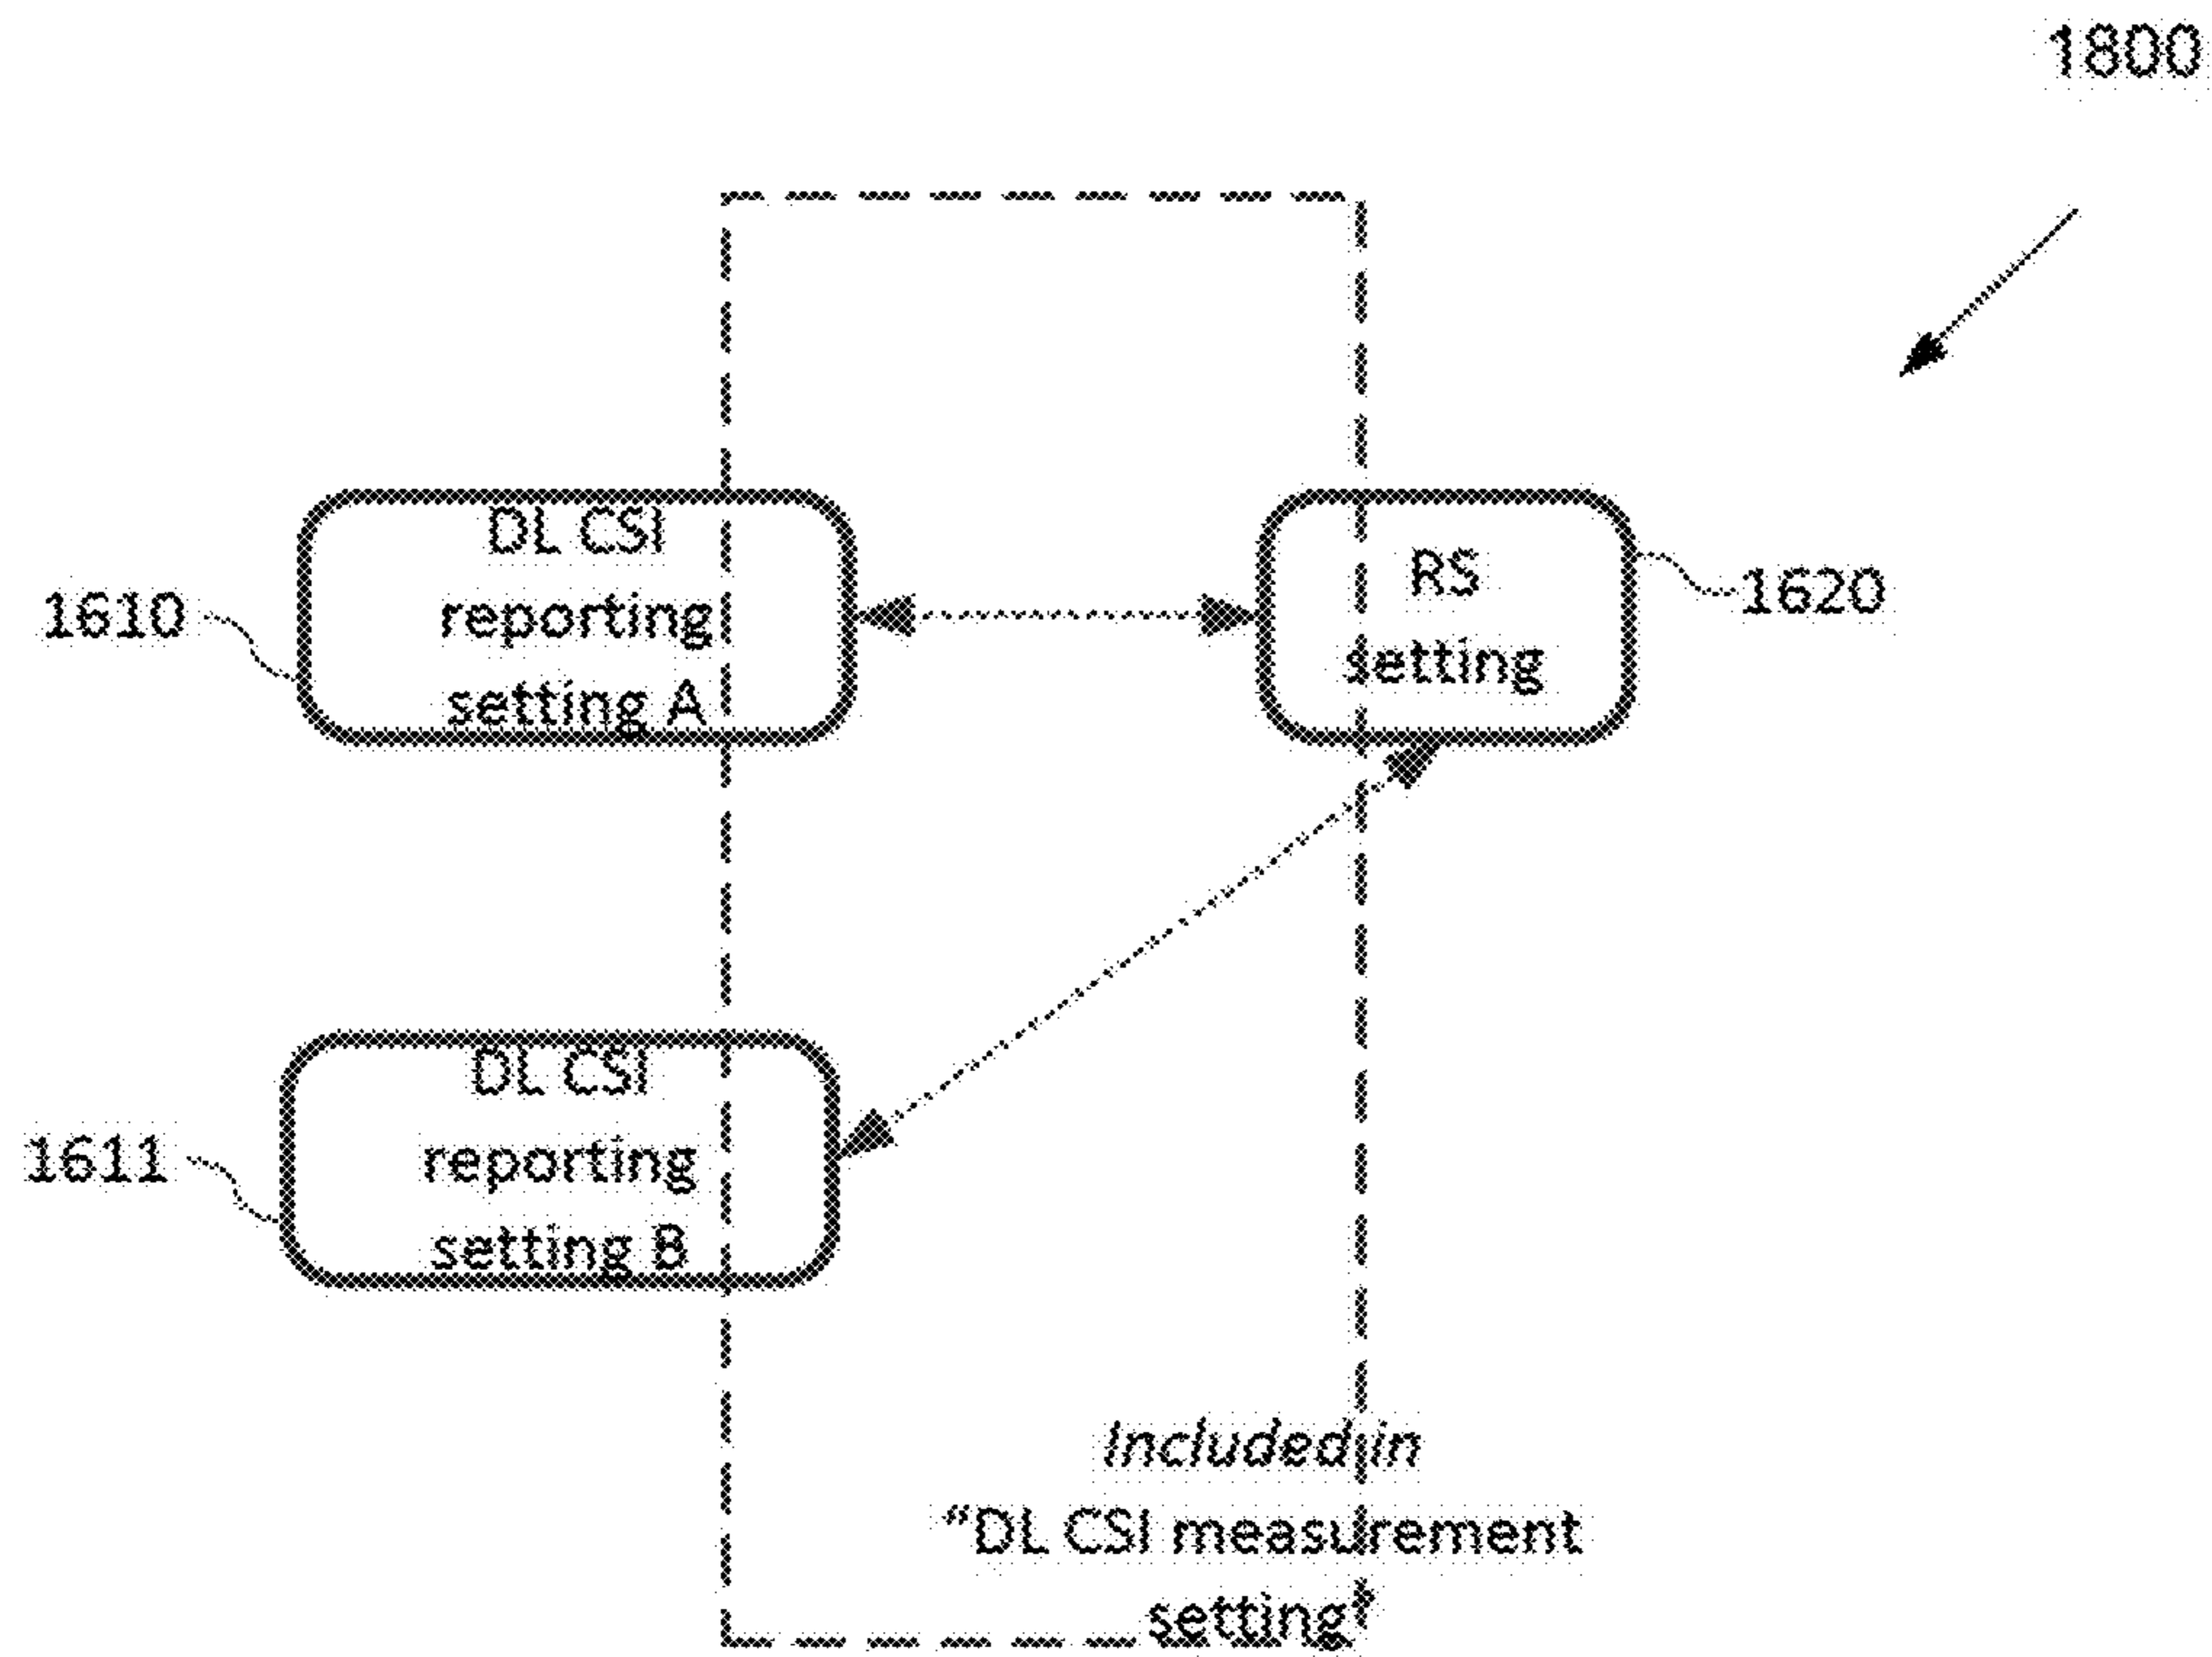 1800
DL CSI
reporting
setting A
1610
RS
setting
1620
DL CSI
reporting
setting B
1611
Included in
“DL CSI measurement
setting”